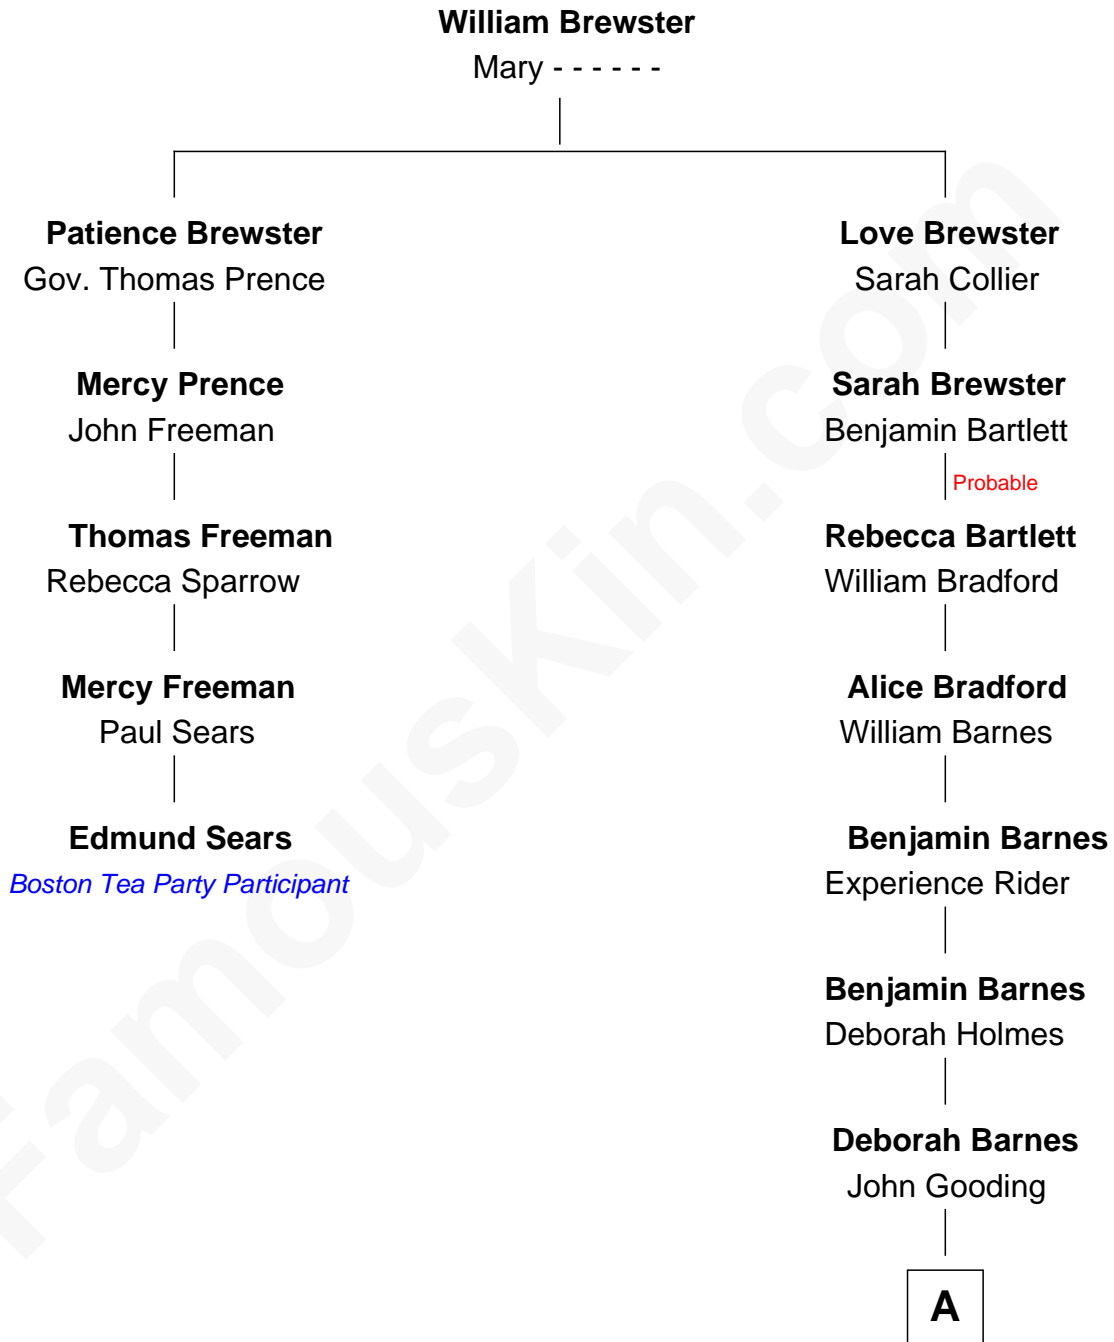 William Brewster
Mary - - - - - -
Patience Brewster
Gov. Thomas Prence
Love Brewster
Sarah Collier
Mercy Prence
John Freeman
Sarah Brewster
Benjamin Bartlett
Probable
Thomas Freeman
Rebecca Sparrow
Rebecca Bartlett
William Bradford
Mercy Freeman
Paul Sears
Alice Bradford
William Barnes
Edmund Sears
Boston Tea Party Participant
Benjamin Barnes
Experience Rider
Benjamin Barnes
Deborah Holmes
Deborah Barnes
John Gooding
A
FamousKin.com